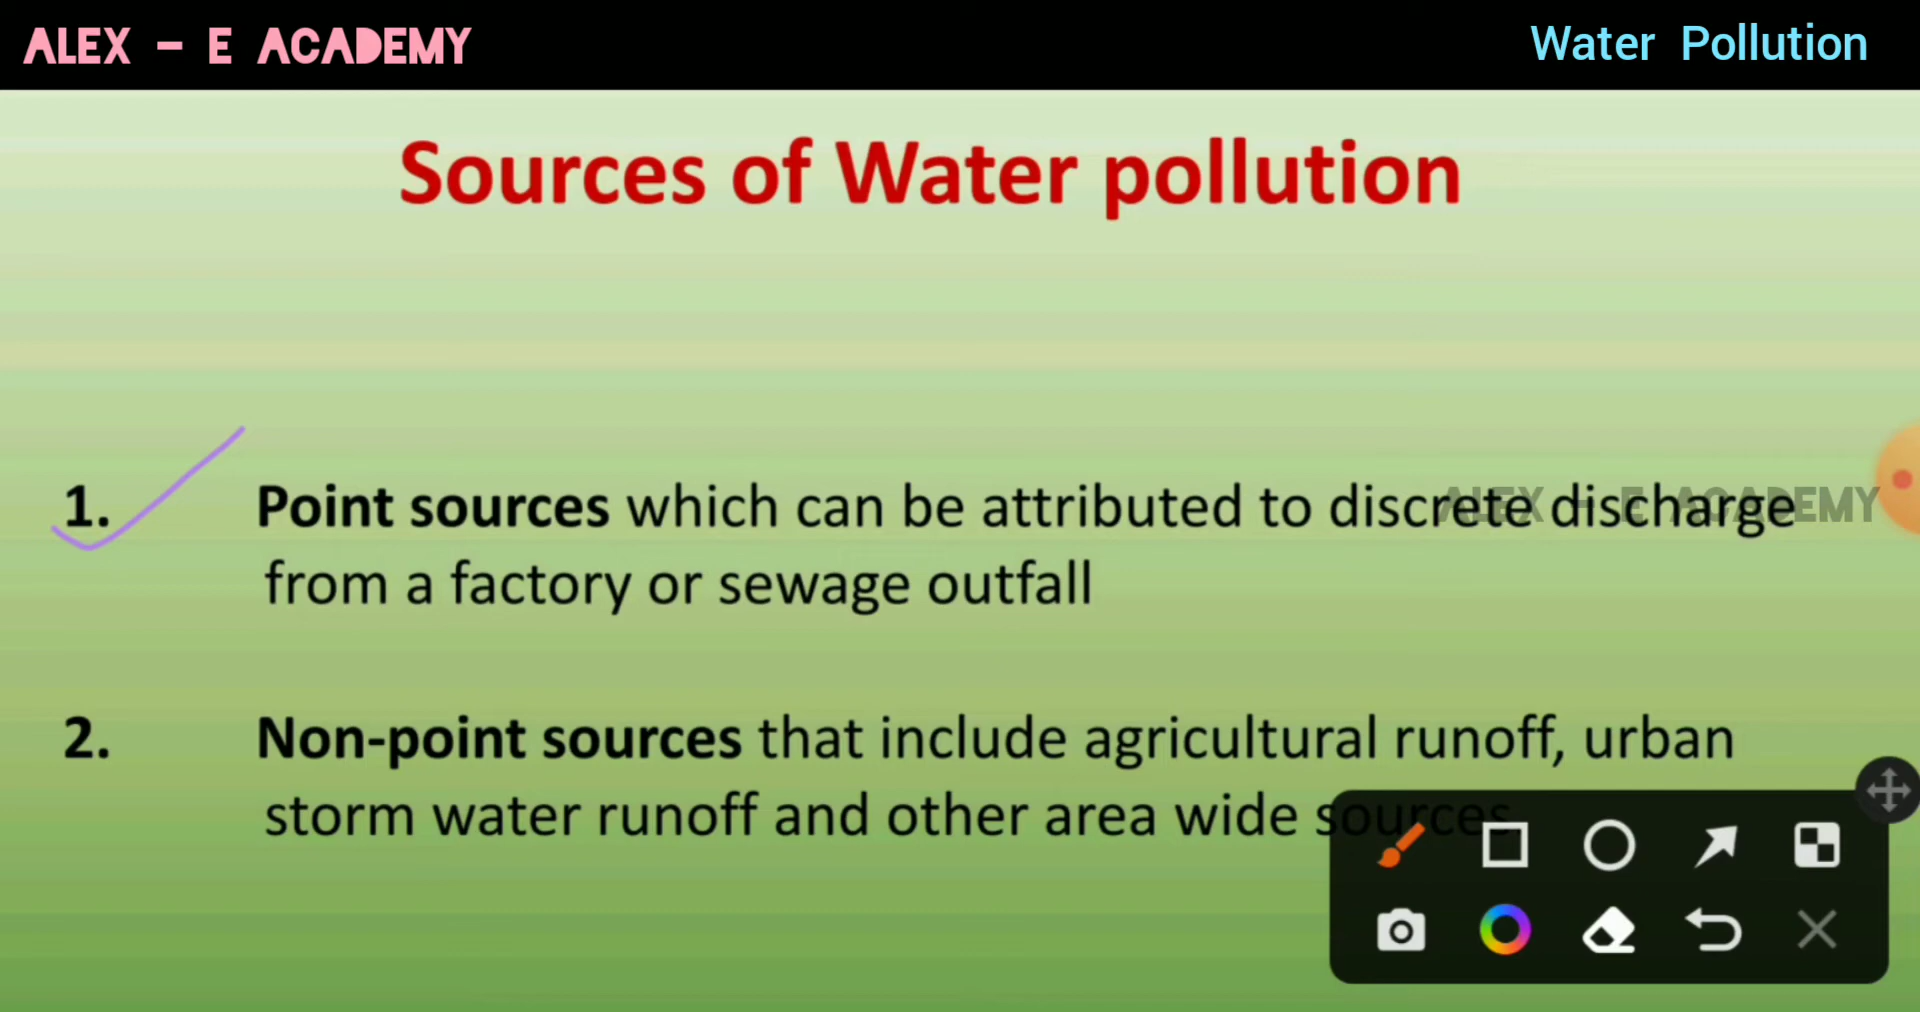 ALEX - E ACADEMY
Water Pollution
Sources of Water pollution
1. Point sources which can be attributed to discrete discharge
from a factory or sewage outfall
ALEX - E ACADEMY
2. Non-point sources that include agricultural runoff, urban
storm water runoff and other area wide sources